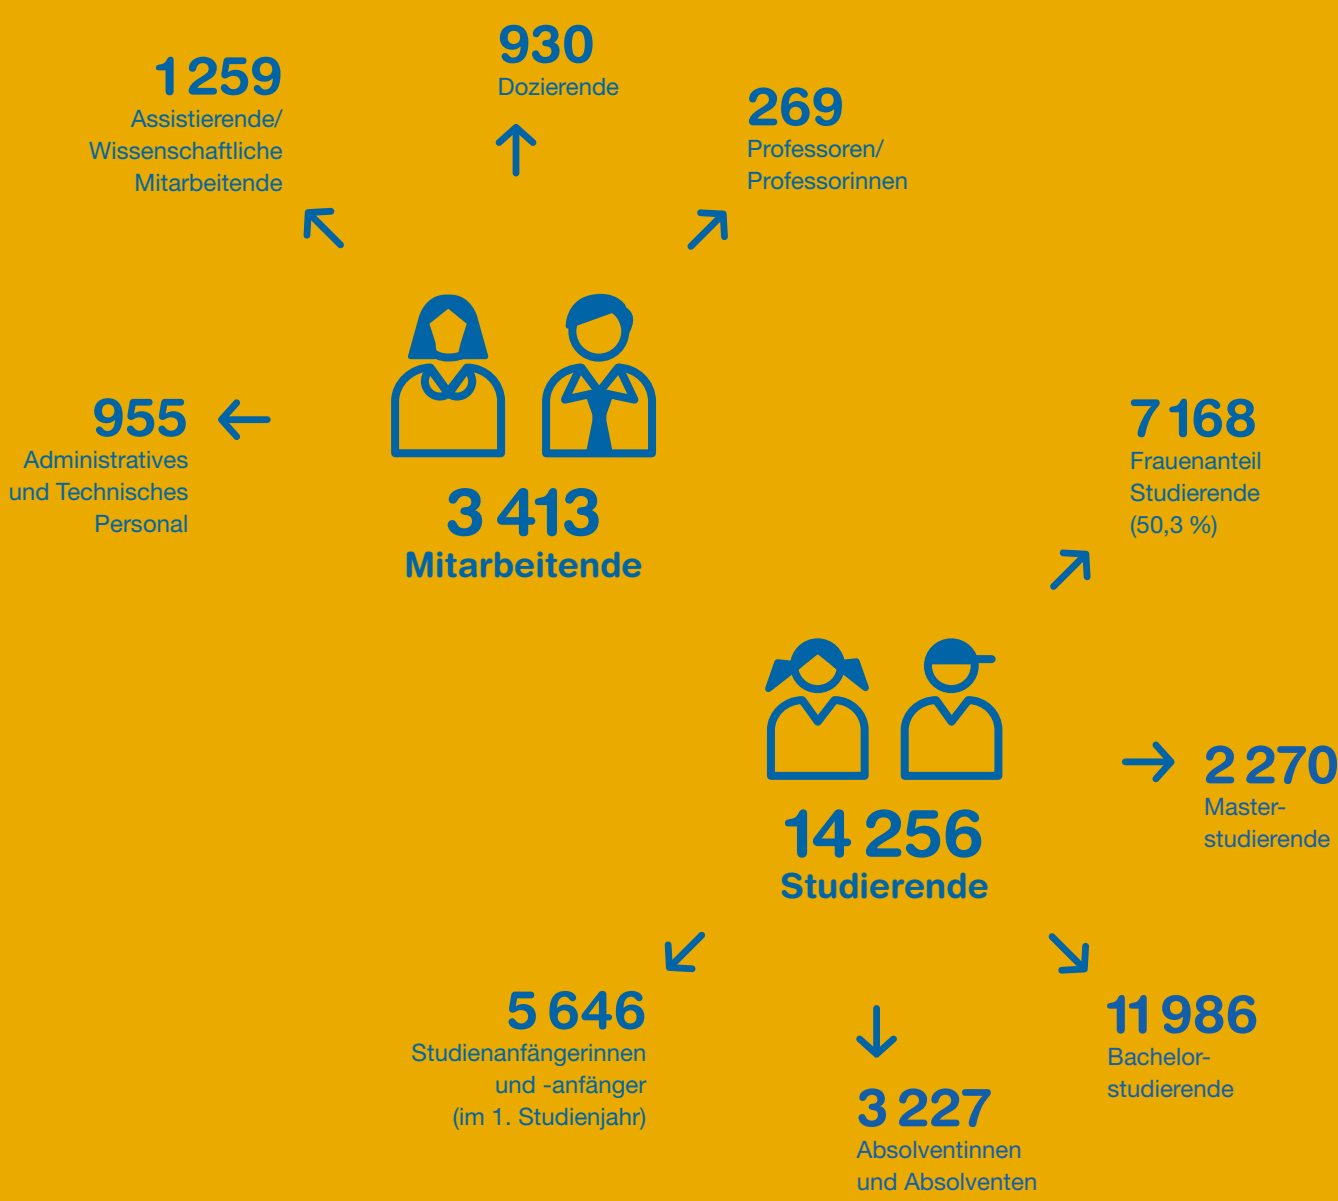 930
Dozierende
1 259
Assistierende/
Wissenschaftliche
Mitarbeitende
269
Professoren/
Professorinnen
955
Administratives
und Technisches
Personal
3 413
Mitarbeitende
7 168
Frauenanteil
Studierende
(50,3 %)
14 256
Studierende
2 270
Master-
studierende
5 646
Studienanfängerinnen
und -anfänger
(im 1. Studienjahr)
3 227
Absolventinnen
und Absolventen
11 986
Bachelor-
studierende